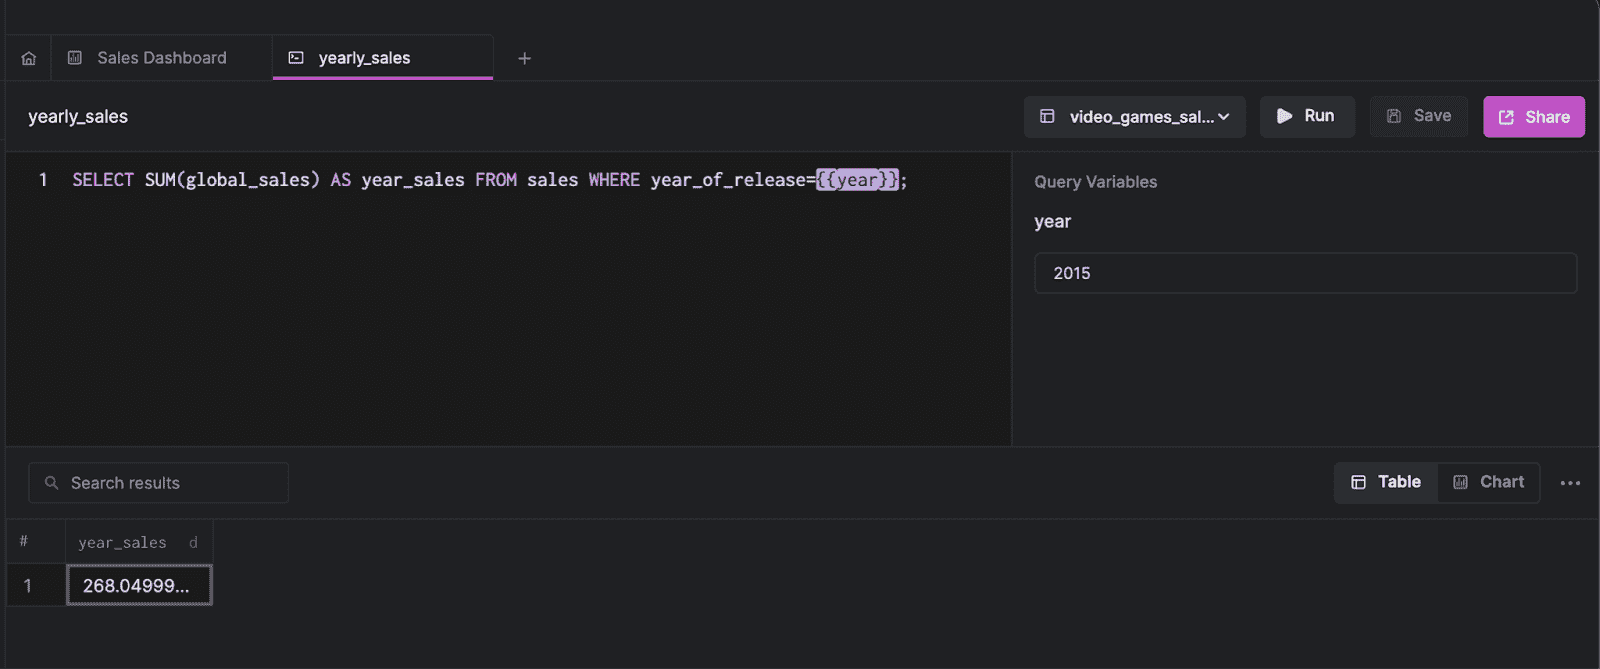 Sales Dashboard
yearly_sales
+
yearly_sales
video_games_sal...
Run
Save
Share
1 SELECT SUM(global_sales) AS year_sales FROM sales WHERE year_of_release={{year}};
Query Variables
year
2015
Search results
Table
Chart
...
# year_sales d
1 268.04999...